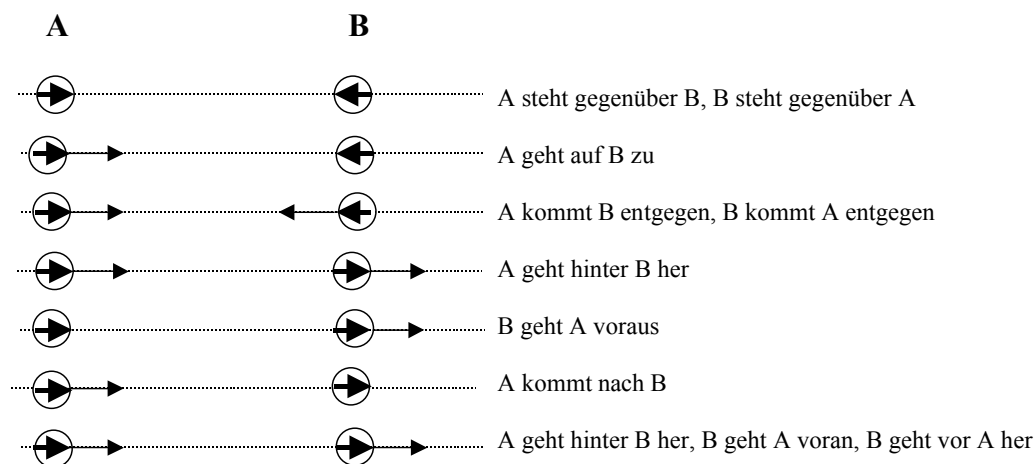 A B
A steht gegenüber B, B steht gegenüber A
A geht auf B zu
A kommt B entgegen, B kommt A entgegen
A geht hinter B her
B geht A voraus
A kommt nach B
A geht hinter B her, B geht A voran, B geht vor A her